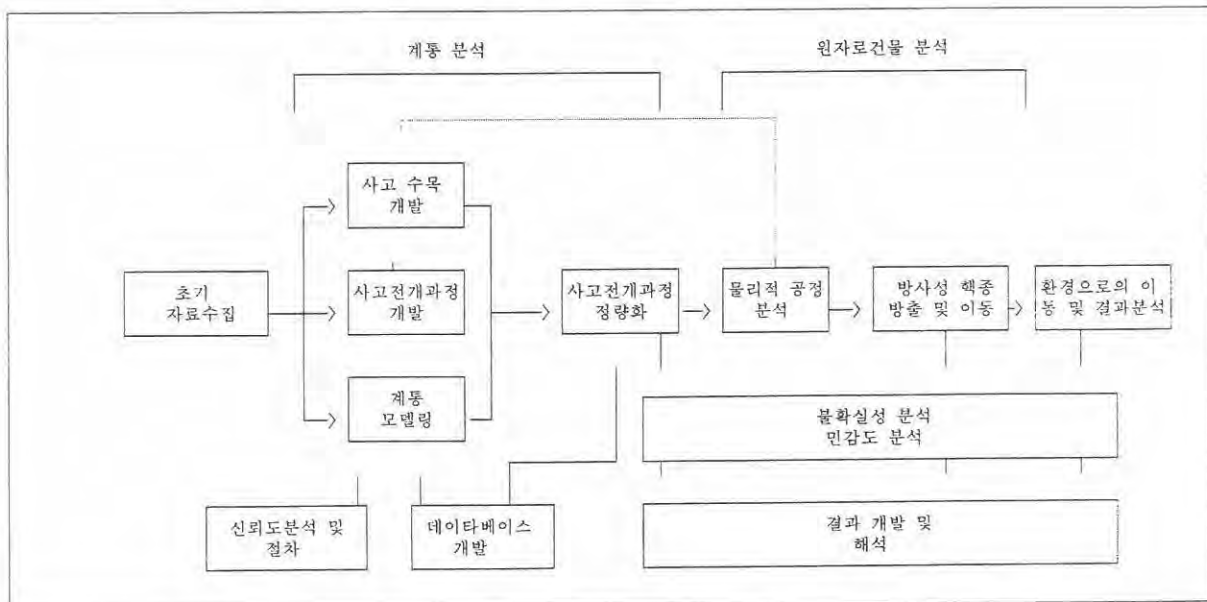 계통 분석
원자로건물 분석
사고 수목
개발
초기
자료수집
사고전개과정
개발
사고전개과정
정량화
물리적 공정
분석
방사성 핵종
방출 및 이동
환경으로의 이
동 및 결과분석
계통
모델링
불확실성 분석
민감도 분석
신뢰도분석 및
절차
데이타베이스
개발
결과 개발 및
해석